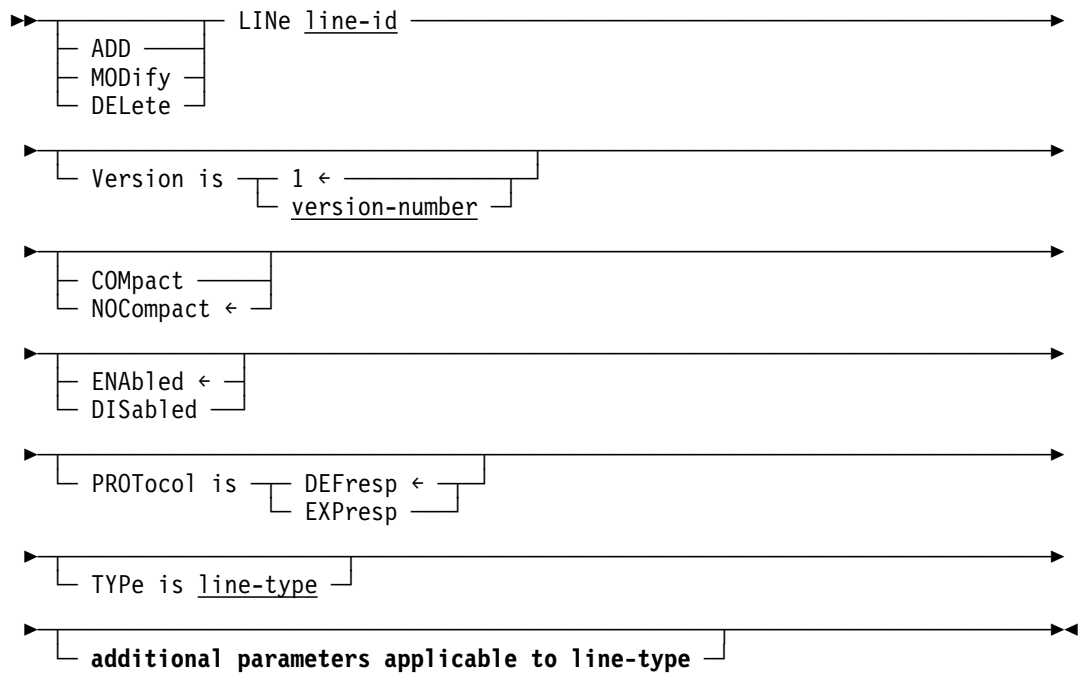 LINe line-id
ADD
MODify
DELete
Version is 1 ←
version-number
COMpact
NOCompact ←
ENAbled ←
DISabled
PROTocol is DEFresp ←
EXPresp
TYPe is line-type
additional parameters applicable to line-type